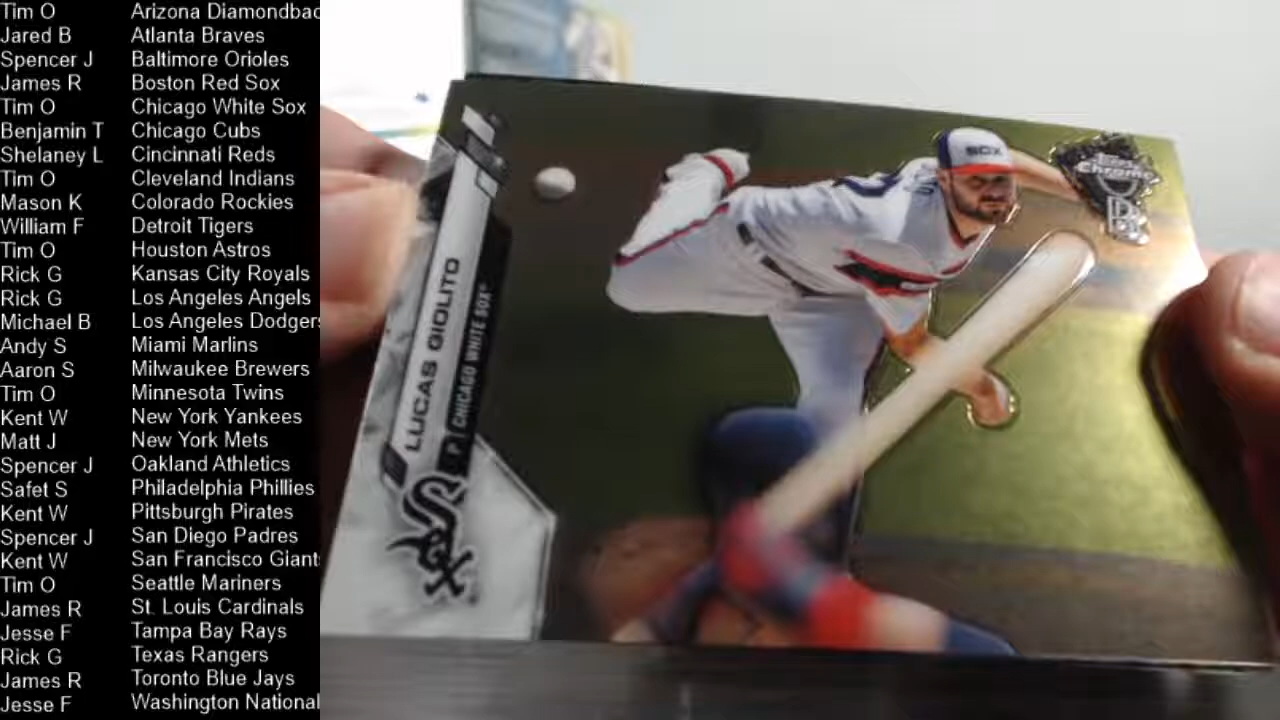 Tim O Arizona Diamondbac
Jared B Atlanta Braves
Spencer J Baltimore Orioles
James R Boston Red Sox
Tim O Chicago White Sox
Benjamin T Chicago Cubs
Shelaney L Cincinnati Reds
Tim O Cleveland Indians
Mason K Colorado Rockies
William F Detroit Tigers
Tim O Houston Astros
Rick G Kansas City Royals
Rick G Los Angeles Angels
Michael B Los Angeles Dodgers
Andy S Miami Marlins
Aaron S Milwaukee Brewers
Tim O Minnesota Twins
Kent W New York Yankees
Matt J New York Mets
Spencer J Oakland Athletics
Safet S Philadelphia Phillies
Kent W Pittsburgh Pirates
Spencer J San Diego Padres
Kent W San Francisco Giants
Tim O Seattle Mariners
James R St. Louis Cardinals
Jesse F Tampa Bay Rays
Rick G Texas Rangers
James R Toronto Blue Jays
Jesse F Washington National
LUCAS GIOLITO
P CHICAGO WHITE SOX
Sox
SOX
Topps
Chrome